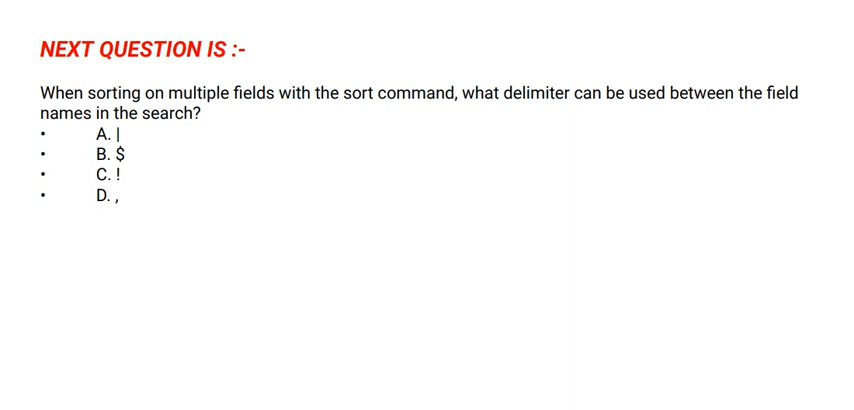 NEXT QUESTION IS :-
When sorting on multiple fields with the sort command, what delimiter can be used between the field
names in the search?
• A. |
• B. $
• C. !
• D. ,